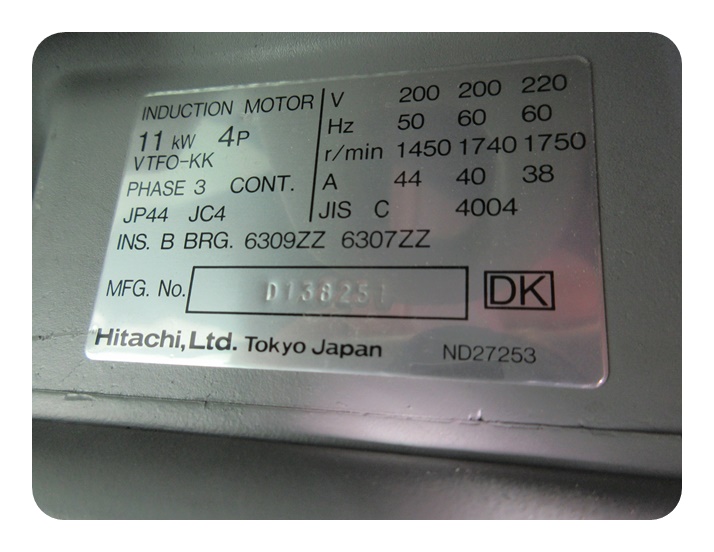 INDUCTION MOTOR V 200 200 220
11 kW 4P Hz 50 60 60
VTFO-KK r/min 1450 1740 1750
PHASE 3 CONT. A 44 40 38
JP44 JC4 JIS C 4004
INS. B BRG. 6309ZZ 6307ZZ
MFG. No. D138251 DK
Hitachi,Ltd. Tokyo Japan ND27253